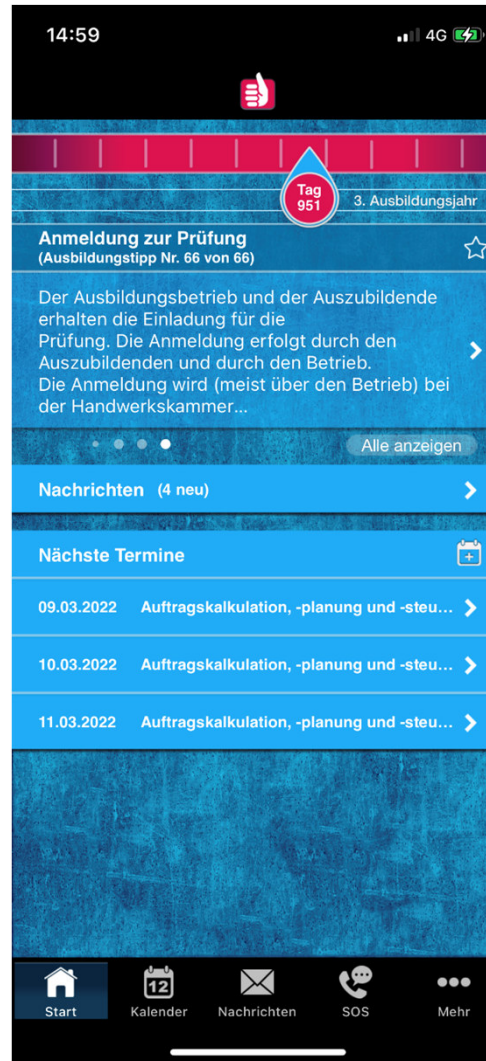 14:59
4G
Tag
951
3. Ausbildungsjahr
Anmeldung zur Prüfung
(Ausbildungstipp Nr. 66 von 66)
Der Ausbildungsbetrieb und der Auszubildende
erhalten die Einladung für die
Prüfung. Die Anmeldung erfolgt durch den
Auszubildenden und durch den Betrieb.
Die Anmeldung wird (meist über den Betrieb) bei
der Handwerkskammer...
Alle anzeigen
Nachrichten (4 neu)
Nächste Termine
09.03.2022 Auftragskalkulation, -planung und -steu...
10.03.2022 Auftragskalkulation, -planung und -steu...
11.03.2022 Auftragskalkulation, -planung und -steu...
12
Start Kalender Nachrichten SOS Mehr